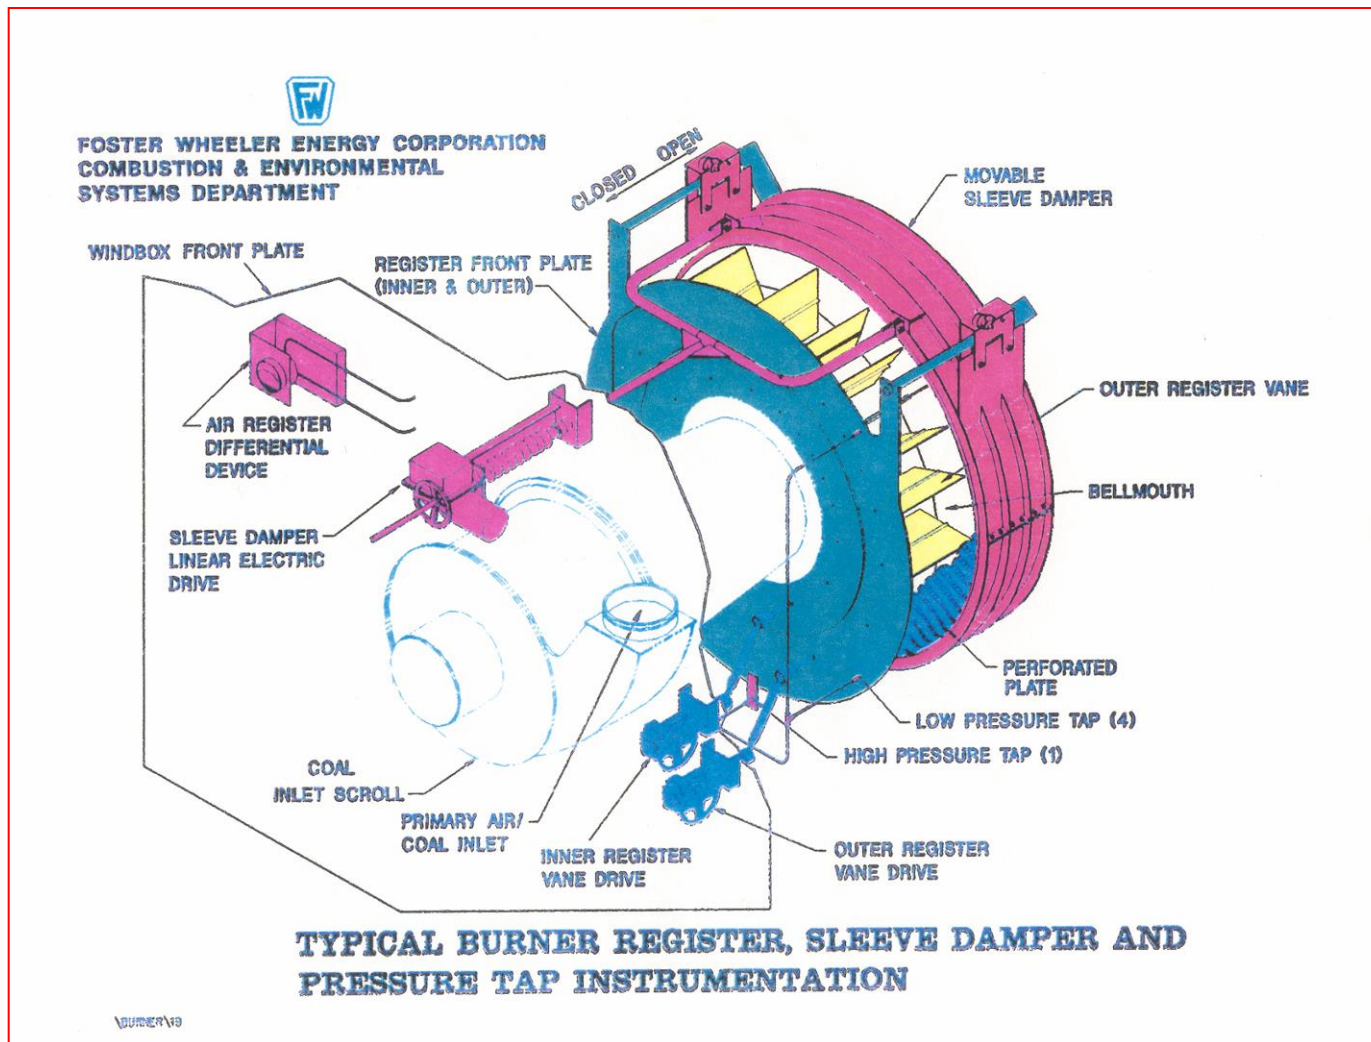 FW
FOSTER WHEELER ENERGY CORPORATION
COMBUSTION & ENVIRONMENTAL
SYSTEMS DEPARTMENT
CLOSED OPEN
MOVABLE
SLEEVE DAMPER
WINDBOX FRONT PLATE
REGISTER FRONT PLATE
(INNER & OUTER)
OUTER REGISTER VANE
AIR REGISTER
DIFFERENTIAL
DEVICE
BELLMOUTH
SLEEVE DAMPER
LINEAR ELECTRIC
DRIVE
PERFORATED
PLATE
LOW PRESSURE TAP (4)
HIGH PRESSURE TAP (1)
COAL
INLET SCROLL
PRIMARY AIR/
COAL INLET
INNER REGISTER
VANE DRIVE
OUTER REGISTER
VANE DRIVE
TYPICAL BURNER REGISTER, SLEEVE DAMPER AND
PRESSURE TAP INSTRUMENTATION
\BURNER\19